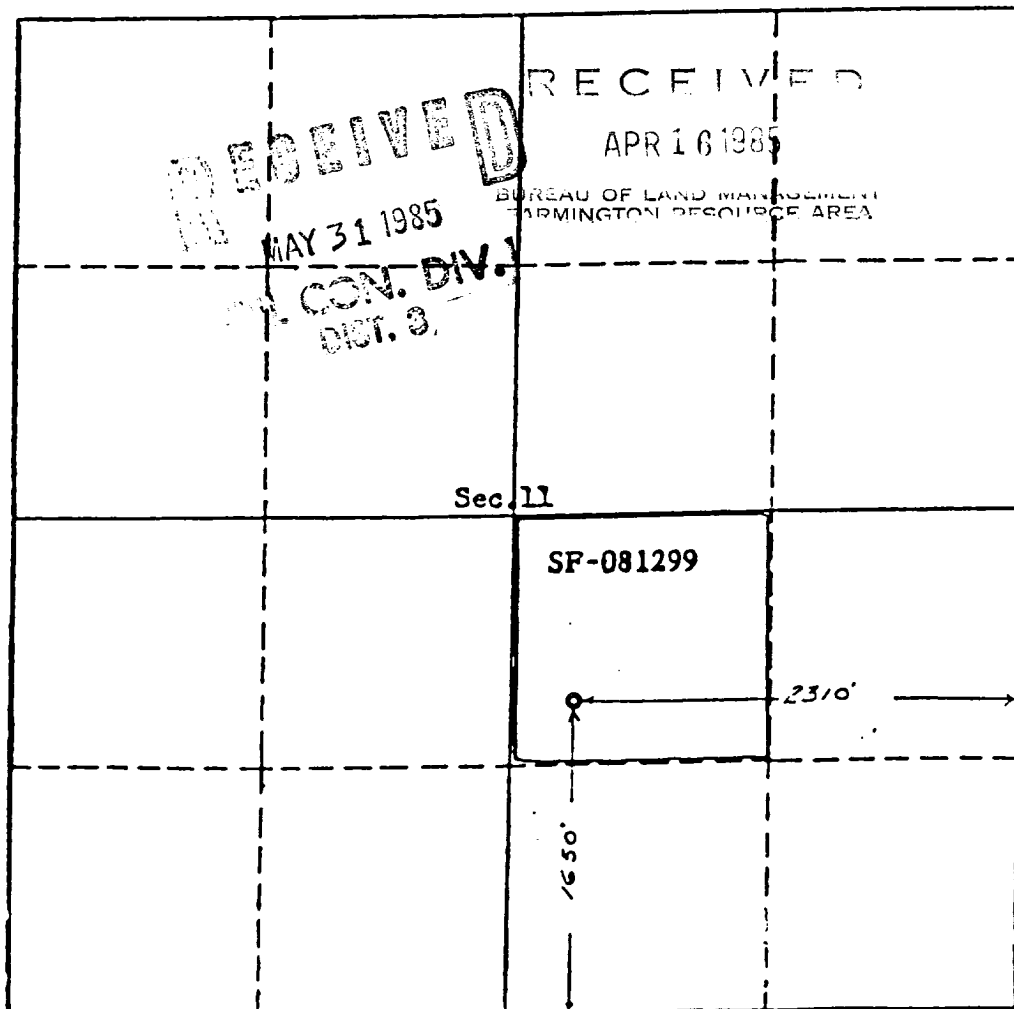 RECEIVED
APR 16 1985
BUREAU OF LAND MANAGEMENT
FARMINGTON RESOURCE AREA
RECEIVED
MAY 31 1985
CON. DIV.
DIST. 3
Sec. 11
SF-081299
2310'
1650'